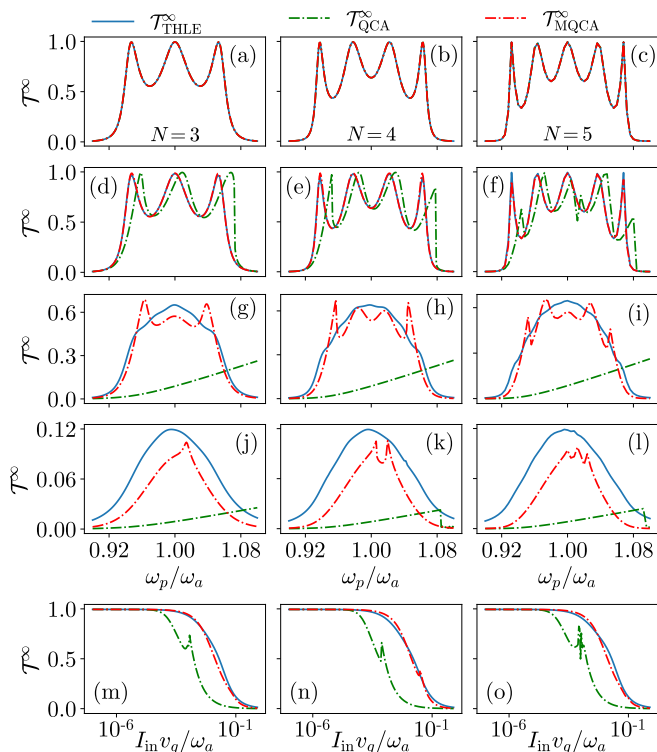 𝒯^∞_THLE 𝒯^∞_QCA 𝒯^∞_MQCA
𝒯^∞ 1.0 0.5 0.0 (a) N = 3 (b) N = 4 (c) N = 5
𝒯^∞ 1.0 0.5 0.0 (d) (e) (f)
𝒯^∞ 0.6 0.3 0.0 (g) (h) (i)
𝒯^∞ 0.12 0.06 0.00 (j) (k) (l)
0.92 1.00 1.08 0.92 1.00 1.08 0.92 1.00 1.08
ω_p/ω_a ω_p/ω_a ω_p/ω_a
𝒯^∞ 1.0 0.5 0.0 (m) (n) (o)
10^-6 10^-1 10^-6 10^-1 10^-6 10^-1
I_in v_g/ω_a I_in v_g/ω_a I_in v_g/ω_a